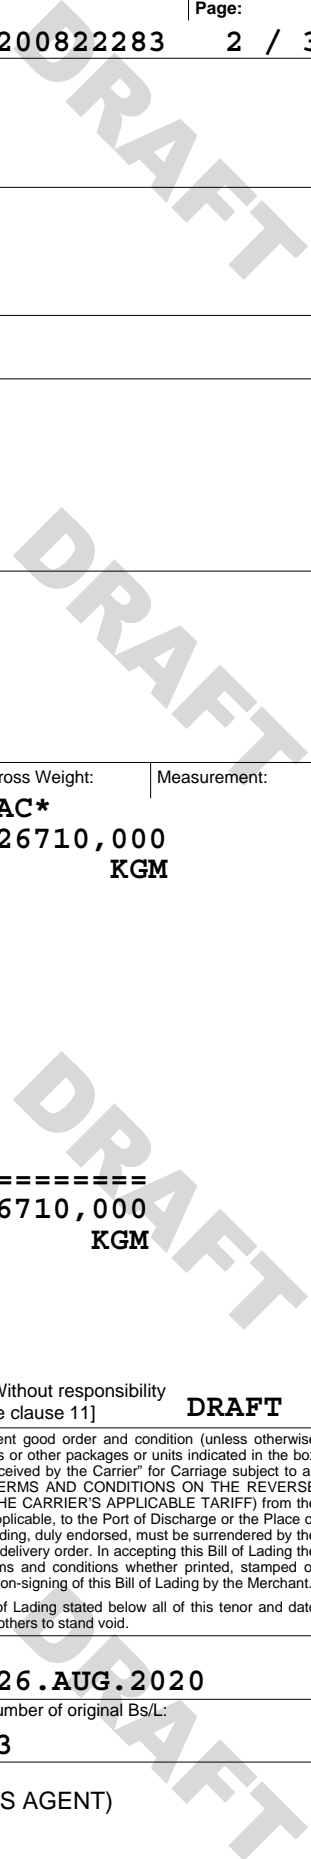 Page:
200822283 2 / 3
DRAFT
DRAFT
ross Weight: Measurement:
AC*
26710,000
KGM
DRAFT
========
6710,000
KGM
Without responsibility
e clause 11] DRAFT
ent good order and condition (unless otherwise
s or other packages or units indicated in the box
ceived by the Carrier" for Carriage subject to al
ERMS AND CONDITIONS ON THE REVERSE
HE CARRIER'S APPLICABLE TARIFF) from the
pplicable, to the Port of Discharge or the Place o
ding, duly endorsed, must be surrendered by the
delivery order. In accepting this Bill of Lading the
ms and conditions whether printed, stamped o
on-signing of this Bill of Lading by the Merchant.
of Lading stated below all of this tenor and date
others to stand void.
26.AUG.2020
umber of original Bs/L:
3
DRAFT
S AGENT)